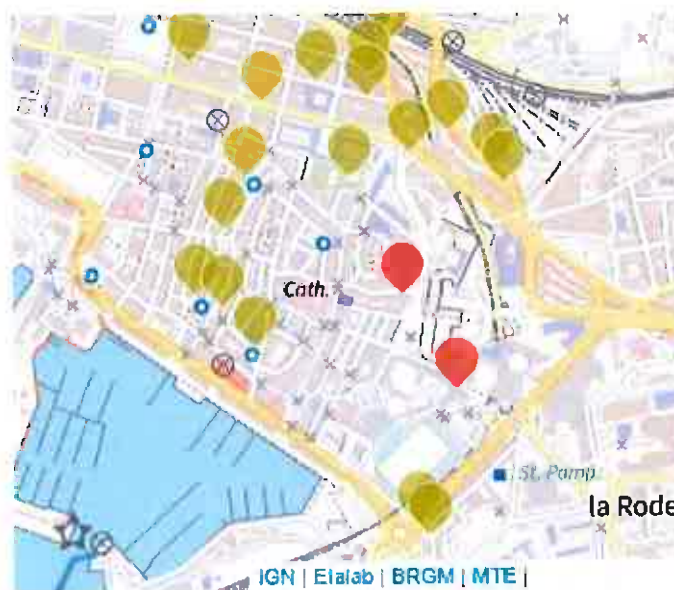 Cath.
St. Pomp
la Rode
IGN | Etalab | BRGM | MTE |